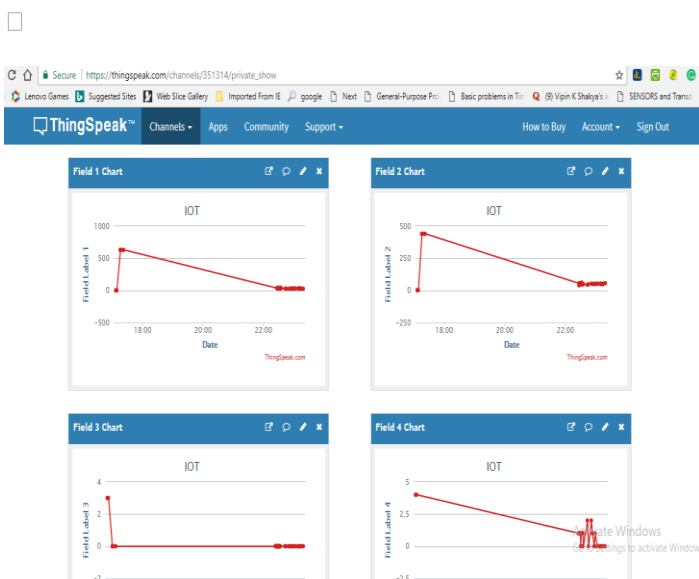 Secure | https://thingspeak.com/channels/351314/private_show
Lenovo Games Suggested Sites Web Slice Gallery Imported From IE google Next General-Purpose Pro Basic problems in Tim (9) Vipin K Shakya's a SENSORS and Transd
ThingSpeak™ Channels Apps Community Support How to Buy Account Sign Out
Field 1 Chart
IOT
Field Label 1
1000
500
0
-500
18:00 20:00 22:00
Date
ThingSpeak.com
Field 2 Chart
IOT
Field Label 2
500
250
0
-250
18:00 20:00 22:00
Date
ThingSpeak.com
Field 3 Chart
IOT
Field Label 3
4
2
0
-2
Field 4 Chart
IOT
Field Label 4
5
2.5
0
-2.5
Windows
to activate Window